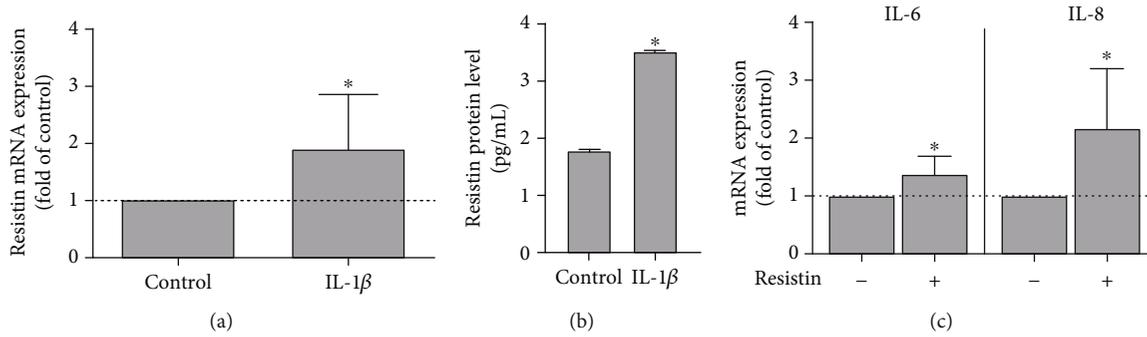 Resistin mRNA expression
(fold of control)
4
3
2
1
0
*
Control
IL-1β
(a)
Resistin protein level
(pg/mL)
4
3
2
1
0
*
Control
IL-1β
(b)
mRNA expression
(fold of control)
4
3
2
1
0
IL-6
IL-8
*
*
Resistin − + − +
(c)